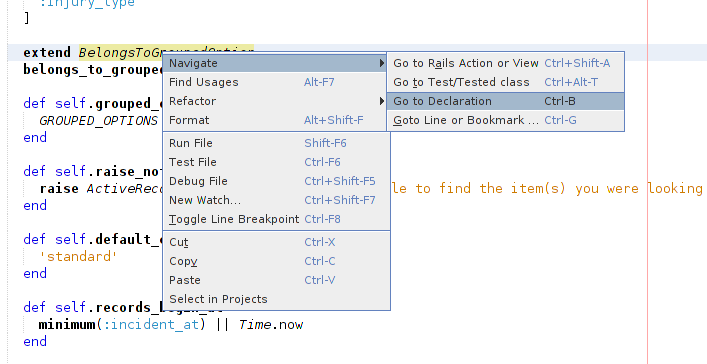 :injury_type
]
extend BelongsToGroupedOption
belongs_to_grouped
def self.grouped_
GROUPED_OPTIONS
end
def self.raise_no
raise ActiveReco le to find the item(s) you were looking
end
def self.default_
'standard'
end
def self.records_begin_at
minimum(:incident_at) || Time.now
end
Navigate
Find Usages Alt-F7
Refactor
Format Alt+Shift-F
Run File Shift-F6
Test File Ctrl-F6
Debug File Ctrl+Shift-F5
New Watch... Ctrl+Shift-F7
Toggle Line Breakpoint Ctrl-F8
Cut Ctrl-X
Copy Ctrl-C
Paste Ctrl-V
Select in Projects
Go to Rails Action or View Ctrl+Shift-A
Go to Test/Tested class Ctrl+Alt-T
Go to Declaration Ctrl-B
Goto Line or Bookmark ... Ctrl-G